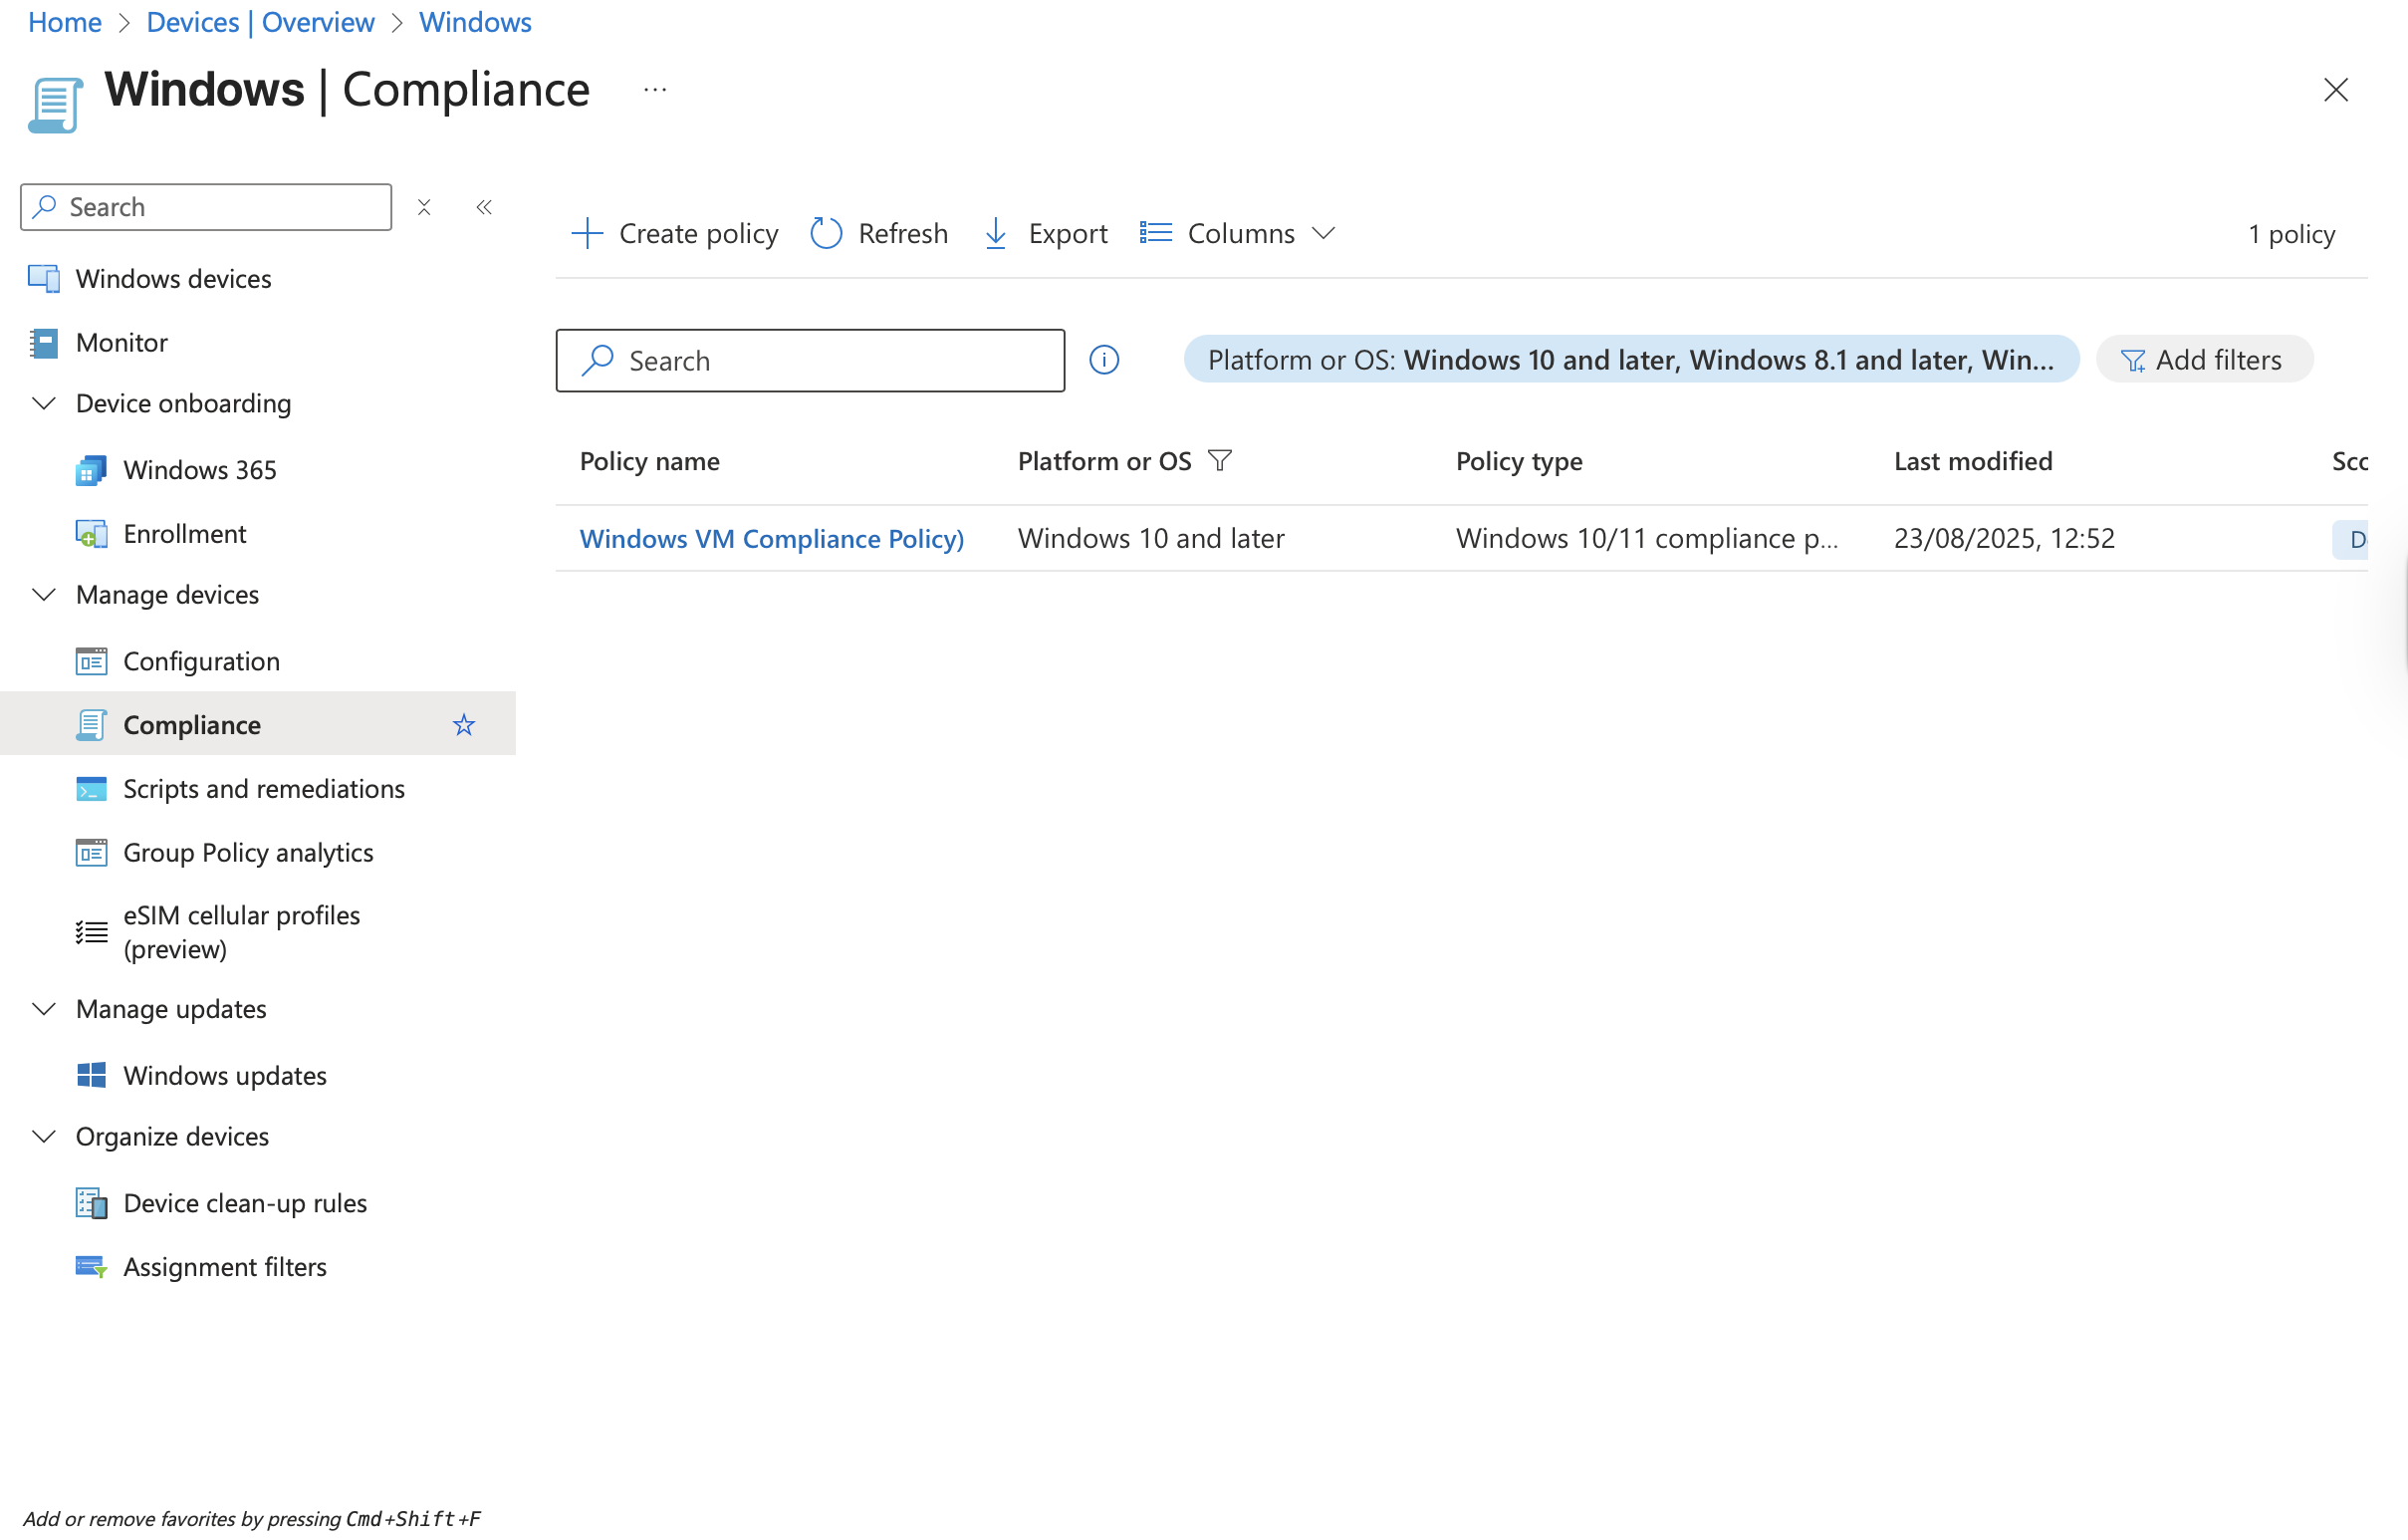 Home > Devices | Overview > Windows
Windows | Compliance ...
Search
Windows devices
Monitor
Device onboarding
Windows 365
Enrollment
Manage devices
Configuration
Compliance
Scripts and remediations
Group Policy analytics
eSIM cellular profiles
(preview)
Manage updates
Windows updates
Organize devices
Device clean-up rules
Assignment filters
Add or remove favorites by pressing Cmd+Shift+F
Create policy Refresh Export Columns 1 policy
Search Platform or OS: Windows 10 and later, Windows 8.1 and later, Win... Add filters
Policy name Platform or OS Policy type Last modified Sco
Windows VM Compliance Policy) Windows 10 and later Windows 10/11 compliance p... 23/08/2025, 12:52 D